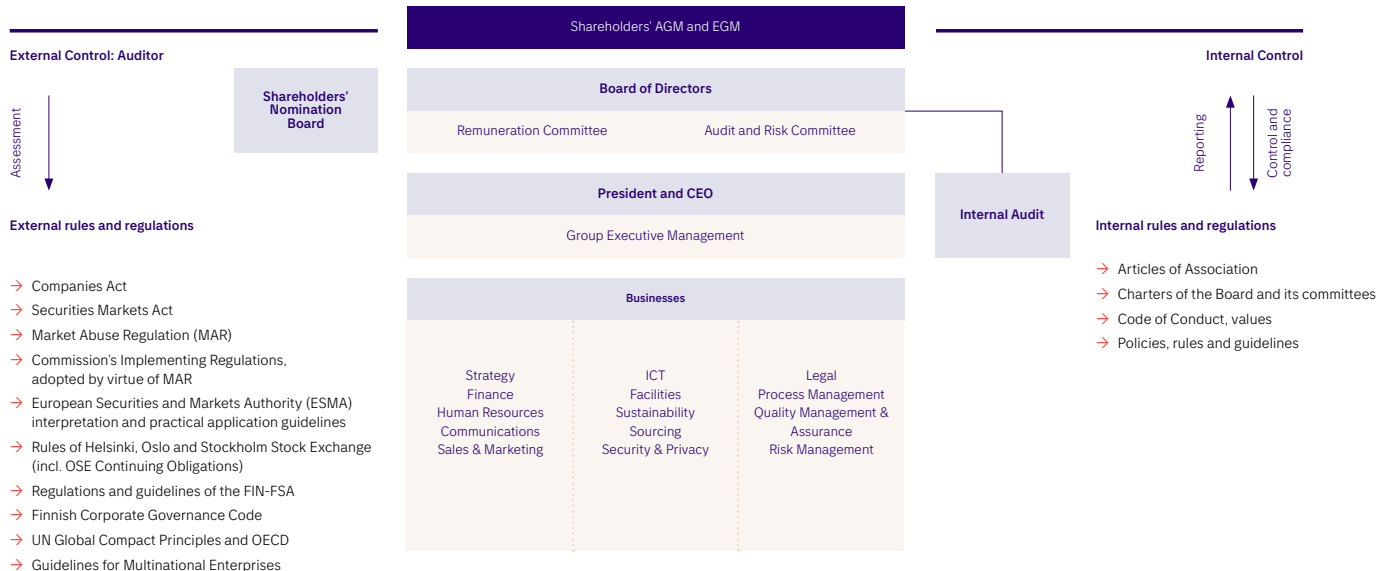 Shareholders' AGM and EGM
External Control: Auditor
Assessment
Shareholders'
Nomination
Board
External rules and regulations
→ Companies Act
→ Securities Markets Act
→ Market Abuse Regulation (MAR)
→ Commission's Implementing Regulations,
adopted by virtue of MAR
→ European Securities and Markets Authority (ESMA)
interpretation and practical application guidelines
→ Rules of Helsinki, Oslo and Stockholm Stock Exchange
(incl. OSE Continuing Obligations)
→ Regulations and guidelines of the FIN-FSA
→ Finnish Corporate Governance Code
→ UN Global Compact Principles and OECD
→ Guidelines for Multinational Enterprises
Board of Directors
Remuneration Committee
Audit and Risk Committee
President and CEO
Group Executive Management
Businesses
Strategy
Finance
Human Resources
Communications
Sales & Marketing
ICT
Facilities
Sustainability
Sourcing
Security & Privacy
Legal
Process Management
Quality Management &
Assurance
Risk Management
Internal Audit
Internal Control
Reporting
Control and
compliance
Internal rules and regulations
→ Articles of Association
→ Charters of the Board and its committees
→ Code of Conduct, values
→ Policies, rules and guidelines